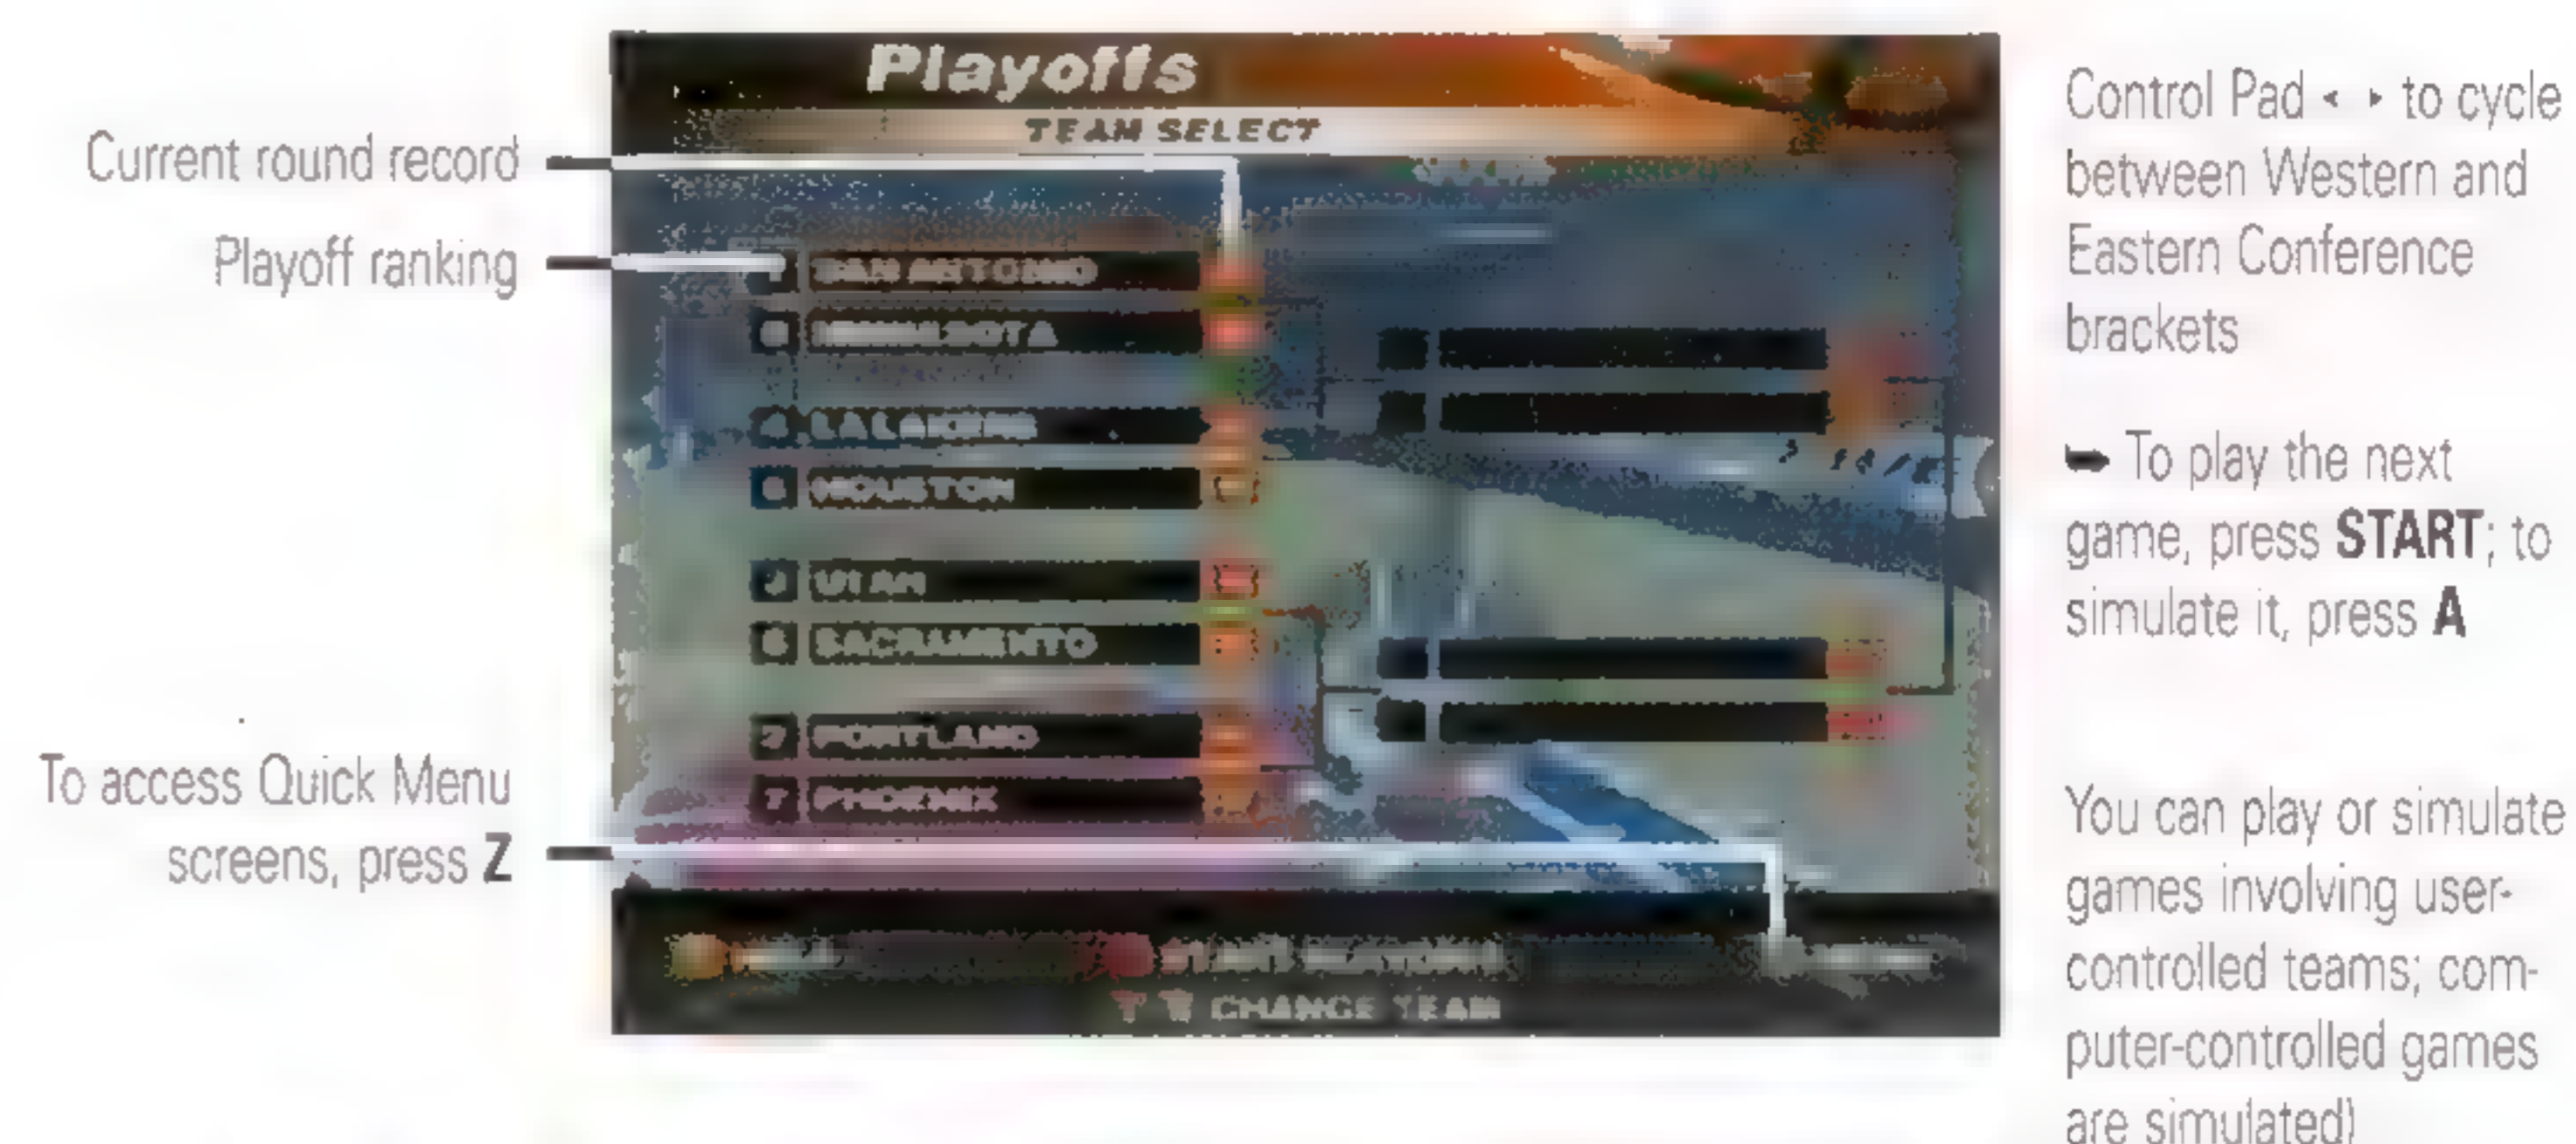 Current round record
Playoff ranking
To access Quick Menu
screens, press Z
Playoffs
TEAM SELECT
SAN ANTONIO
MINNESOTA
4 LA LAKERS
HOUSTON
UTAH
SACRAMENTO
2 PORTLAND
7 PHOENIX
CHANGE TEAM
Control Pad ◂ ▸ to cycle
between Western and
Eastern Conference
brackets
➥ To play the next
game, press START; to
simulate it, press A
You can play or simulate
games involving user-
controlled teams; com-
puter-controlled games
are simulated)